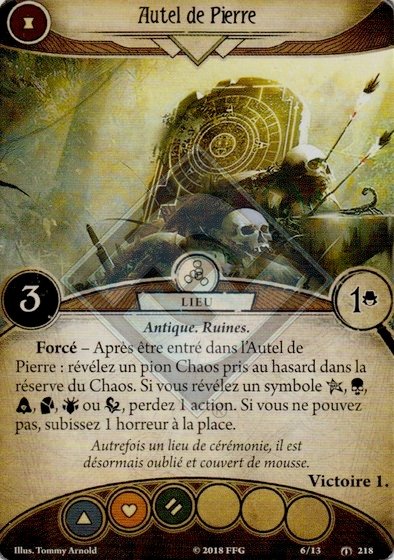 Autel de Pierre
3
LIEU
1
Antique. Ruines.
Forcé – Après être entré dans l'Autel de
Pierre : révélez un pion Chaos pris au hasard dans la
réserve du Chaos. Si vous révélez un symbole
ou , perdez 1 action. Si vous ne pouvez
pas, subissez 1 horreur à la place.
Autrefois un lieu de cérémonie, il est
désormais oublié et couvert de mousse.
Victoire 1.
Illus. Tommy Arnold
© 2018 FFG
6/13
218